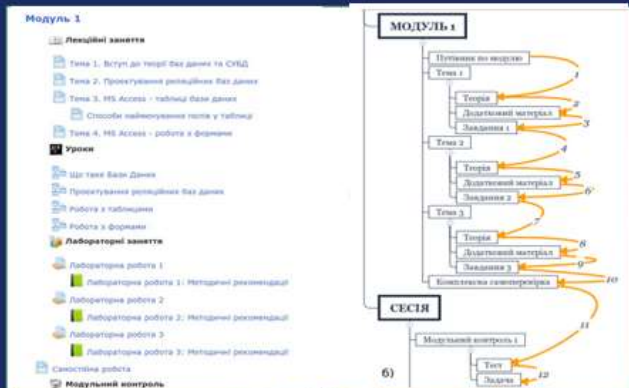 Модуль 1
Лекційні заняття
Тема 1. Вступ до теорії баз даних та СУБД
Тема 2. Проектування реляційних баз даних
Тема 3. MS Access - таблиці бази даних
Способи найменування полів у таблиці
Тема 4. MS Access - робота з формами
Уроки
Що таке Бази Даних
Проектування реляційних баз даних
Робота з таблицями
Робота з формами
Лабораторні заняття
Лабораторна робота 1
Лабораторна робота 1: Методичні рекомендації
Лабораторна робота 2
Лабораторна робота 2: Методичні рекомендації
Лабораторна робота 3
Лабораторна робота 3: Методичні рекомендації
Самостійна робота
Модульний контроль
МОДУЛЬ 1
Путівник по модулю
1
Тема 1
Теорія
2
Додатковий матеріал
3
Завдання 1
4
Тема 2
Теорія
5
Додатковий матеріал
6
Завдання 2
7
Тема 3
Теорія
8
Додатковий матеріал
9
Завдання 3
10
Комплексна самоперевірка
СЕСІЯ
11
Модульний контроль 1
Тест
12
Задача
б)